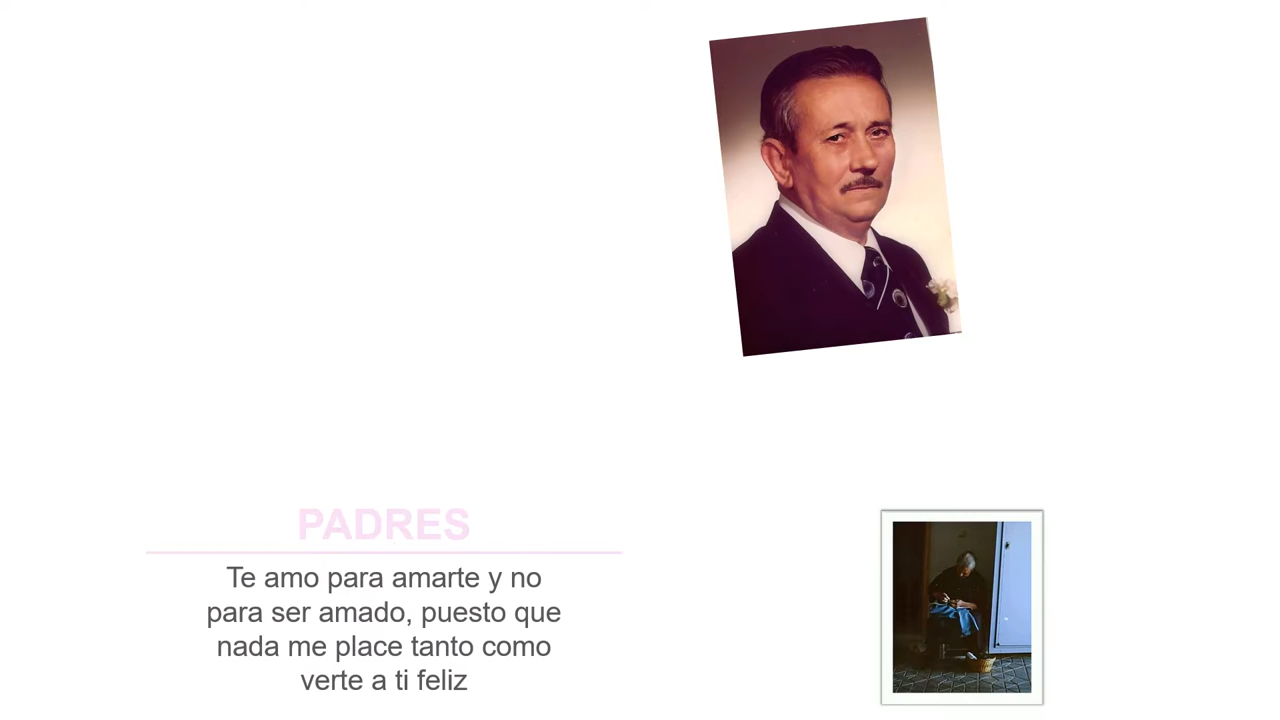 PADRES
Te amo para amarte y no
para ser amado, puesto que
nada me place tanto como
verte a ti feliz